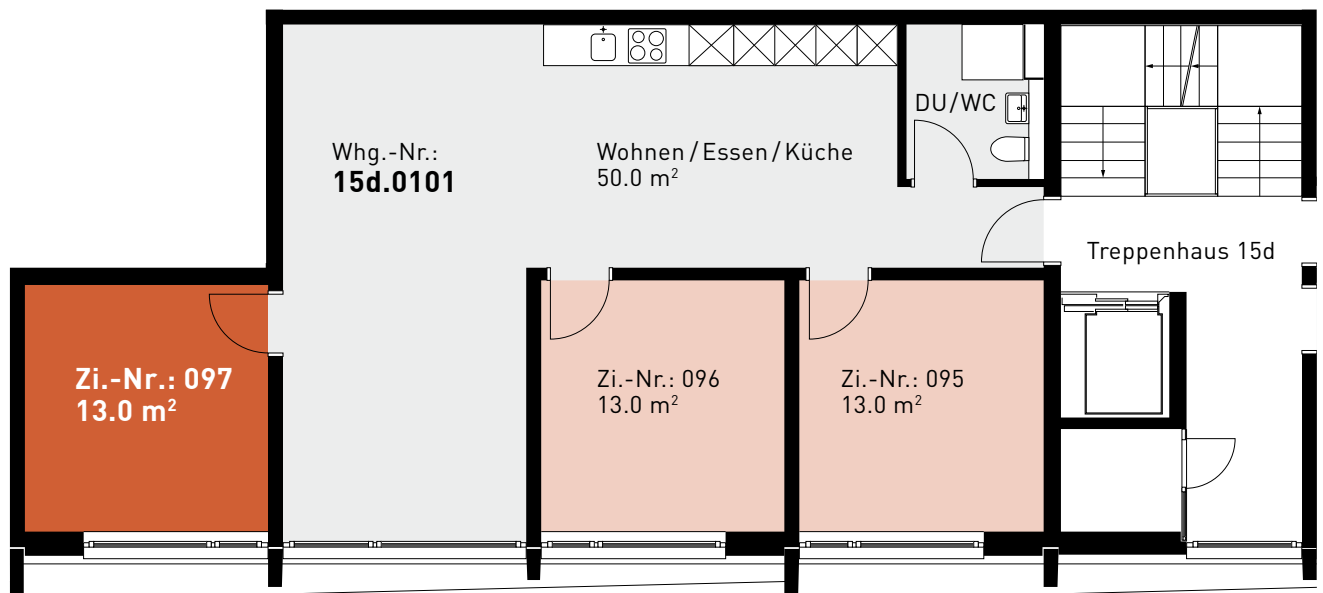 DU/WC
Whg.-Nr.:
15d.0101
Wohnen / Essen / Küche
50.0 m²
Treppenhaus 15d
Zi.-Nr.: 097
13.0 m²
Zi.-Nr.: 096
13.0 m²
Zi.-Nr.: 095
13.0 m²